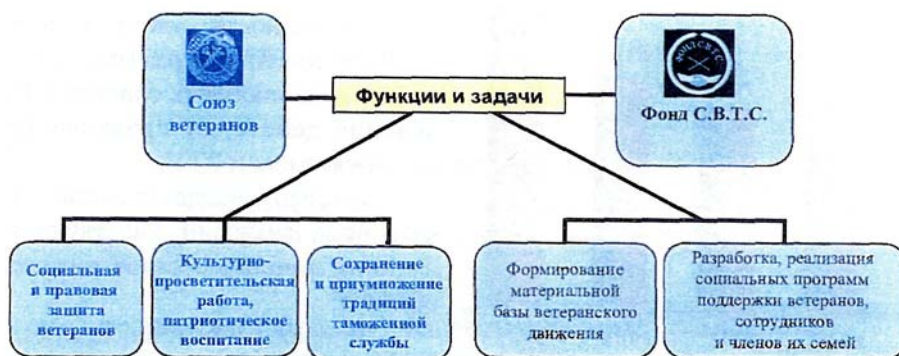 Союз
ветеранов
Функции и задачи
ФОНД С.В.Т.С.
Фонд С.В.Т.С.
Социальная
и правовая
защита
ветеранов
Культурно-
просветительская
работа,
патриотическое
воспитание
Сохранение
и приумножение
традиций
таможенной
службы
Формирование
материальной
базы ветеранского
движения
Разработка, реализация
социальных программ
поддержки ветеранов,
сотрудников
и членов их семей